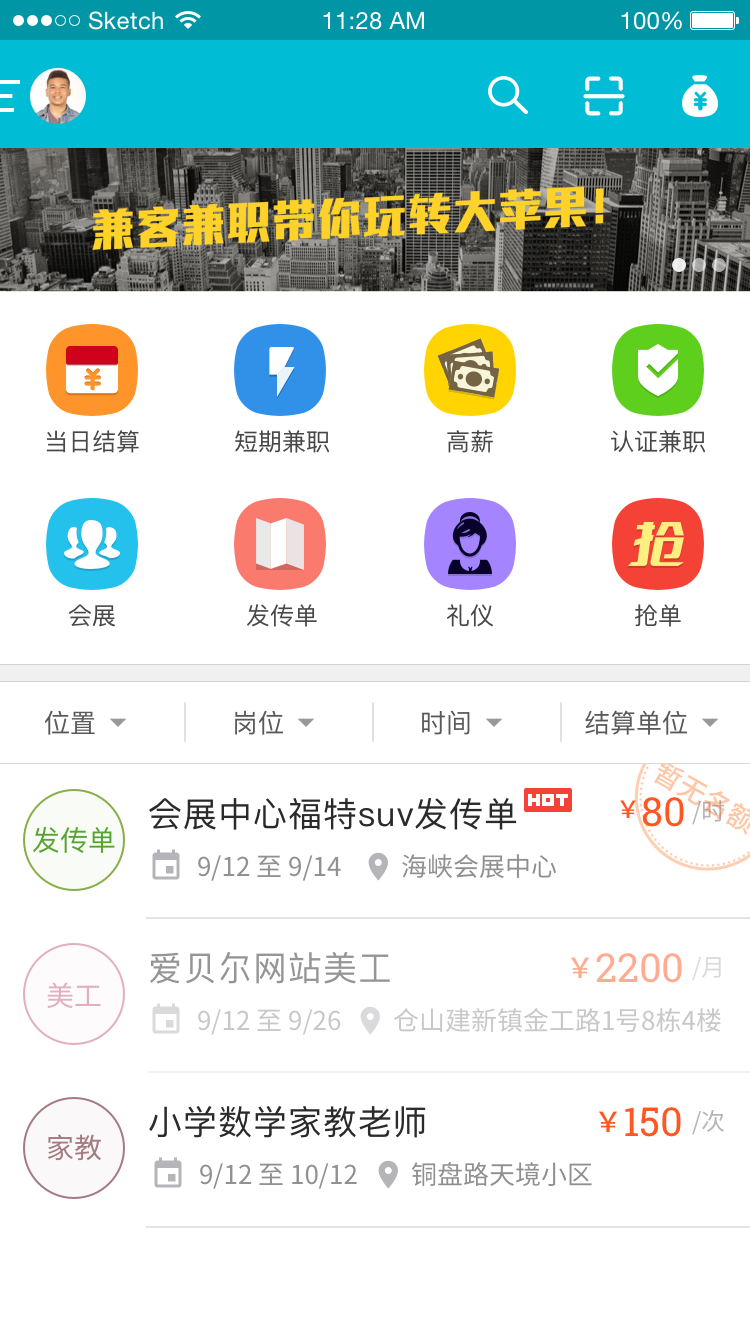 Sketch 11:28 AM 100%
兼客兼职带你玩转大苹果!
当日结算 短期兼职 高薪 认证兼职
抢
会展 发传单 礼仪 抢单
位置 岗位 时间 结算单位
暂无名额
发传单 会展中心福特suv发传单 HOT ¥80 /时
9/12 至 9/14 海峡会展中心
美工 爱贝尔网站美工 ¥2200 /月
9/12 至 9/26 仓山建新镇金工路1号8栋4楼
家教 小学数学家教老师 ¥150 /次
9/12 至 10/12 铜盘路天境小区